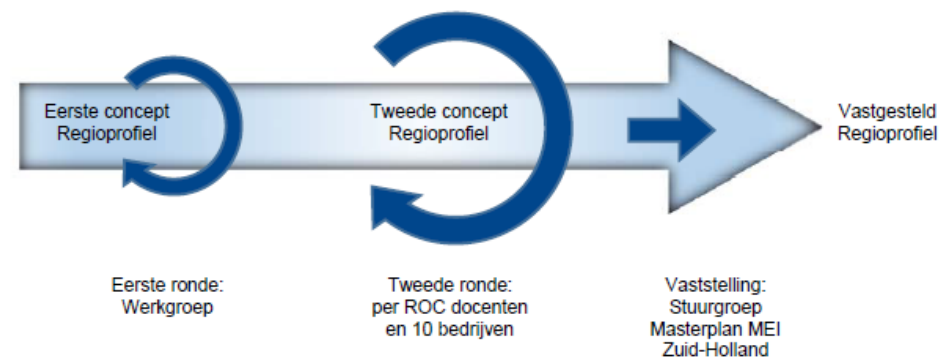 Eerste concept
Regioprofiel
Tweede concept
Regioprofiel
Vastgesteld
Regioprofiel
Eerste ronde:
Werkgroep
Tweede ronde:
per ROC docenten
en 10 bedrijven
Vaststelling:
Stuurgroep
Masterplan MEI
Zuid-Holland